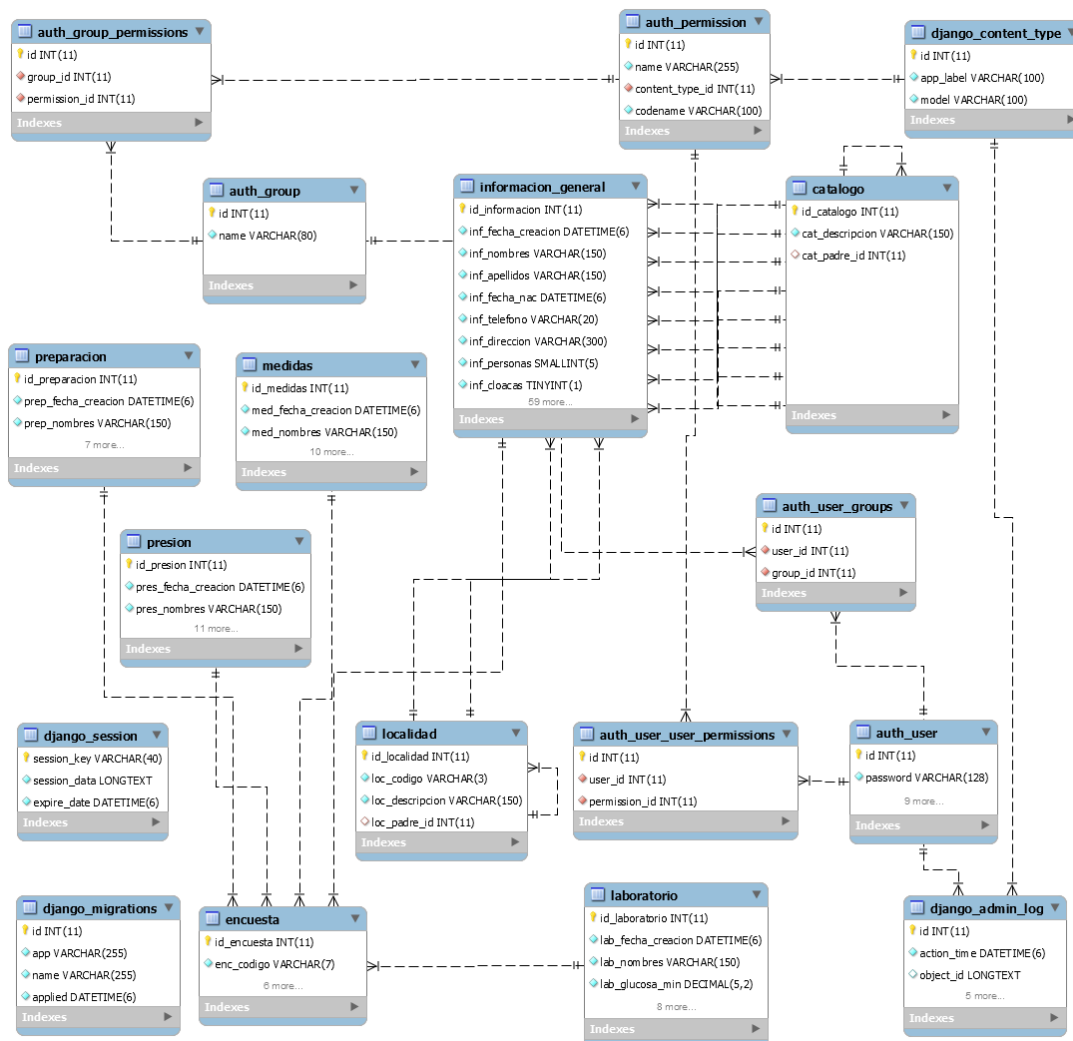 auth_group_permissions
id INT(11)
group_id INT(11)
permission_id INT(11)
Indexes
auth_permission
id INT(11)
name VARCHAR(255)
content_type_id INT(11)
codename VARCHAR(100)
Indexes
django_content_type
id INT(11)
app_label VARCHAR(100)
model VARCHAR(100)
Indexes
auth_group
id INT(11)
name VARCHAR(80)
Indexes
informacion_general
id_informacion INT(11)
inf_fecha_creacion DATETIME(6)
inf_nombres VARCHAR(150)
inf_apellidos VARCHAR(150)
inf_fecha_nac DATETIME(6)
inf_telefono VARCHAR(20)
inf_direccion VARCHAR(300)
inf_personas SMALLINT(5)
inf_cloacas TINYINT(1)
69 more...
Indexes
catalogo
id_catalogo INT(11)
cat_descripcion VARCHAR(150)
cat_padre_id INT(11)
Indexes
preparacion
id_preparacion INT(11)
prep_fecha_creacion DATETIME(6)
prep_nombres VARCHAR(150)
7 more...
Indexes
medidas
id_medidas INT(11)
med_fecha_creacion DATETIME(6)
med_nombres VARCHAR(150)
10 more...
Indexes
auth_user_groups
id INT(11)
user_id INT(11)
group_id INT(11)
Indexes
presion
id_presion INT(11)
pres_fecha_creacion DATETIME(6)
pres_nombres VARCHAR(150)
11 more...
Indexes
django_session
session_key VARCHAR(40)
session_data LONGTEXT
expire_date DATETIME(6)
Indexes
localidad
id_localidad INT(11)
loc_codigo VARCHAR(3)
loc_descripcion VARCHAR(150)
loc_padre_id INT(11)
Indexes
auth_user_user_permissions
id INT(11)
user_id INT(11)
permission_id INT(11)
Indexes
auth_user
id INT(11)
password VARCHAR(128)
9 more...
Indexes
django_migrations
id INT(11)
app VARCHAR(255)
name VARCHAR(255)
applied DATETIME(6)
Indexes
encuesta
id_encuesta INT(11)
enc_codigo VARCHAR(7)
6 more...
Indexes
laboratorio
id_laboratorio INT(11)
lab_fecha_creacion DATETIME(6)
lab_nombres VARCHAR(150)
lab_glucosa_min DECIMAL(5,2)
8 more...
Indexes
django_admin_log
id INT(11)
action_time DATETIME(6)
object_id LONGTEXT
5 more...
Indexes